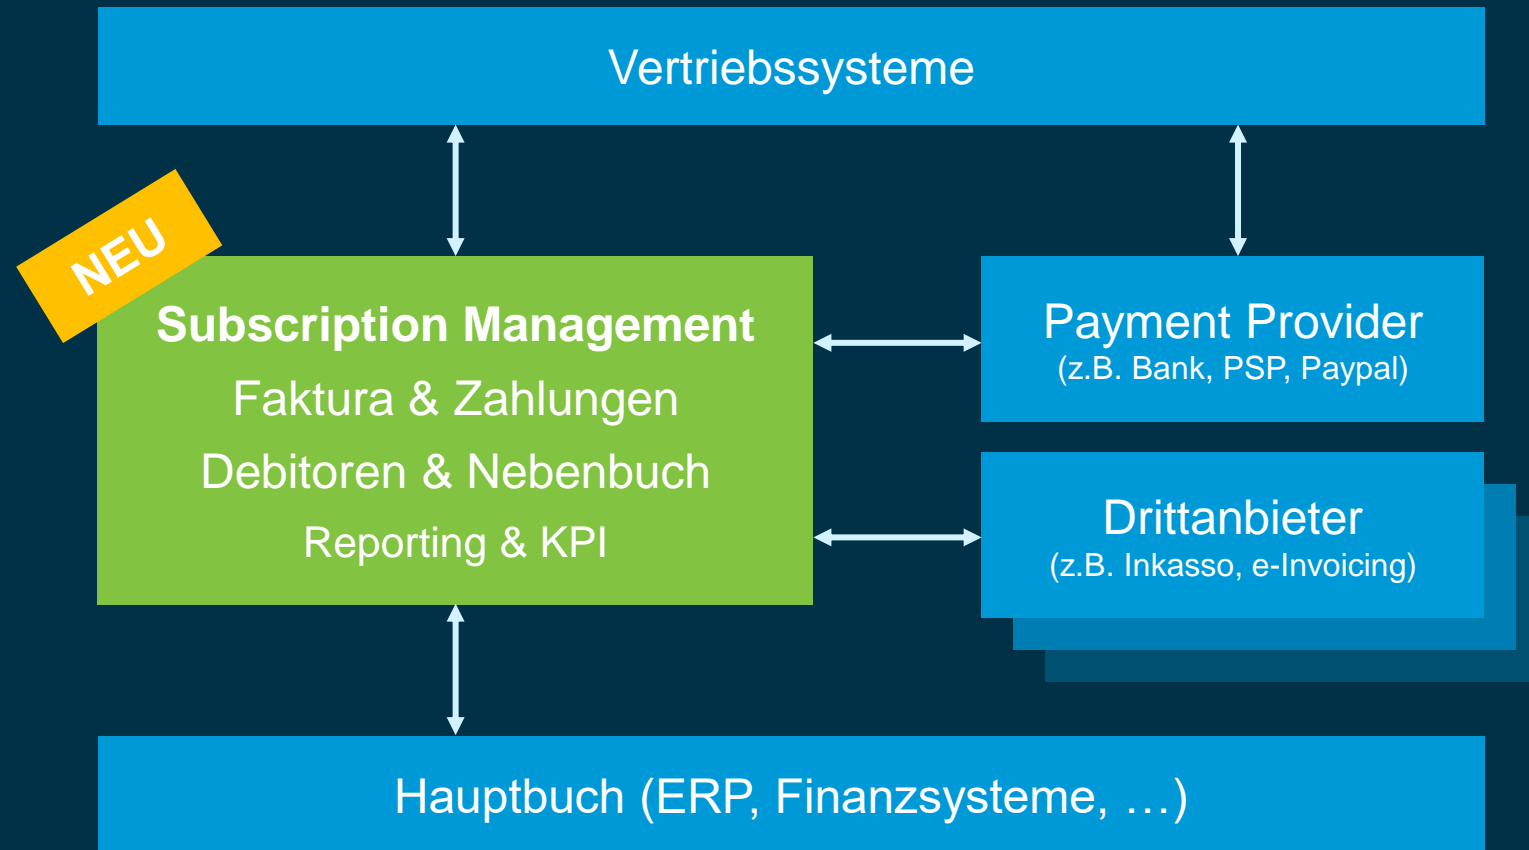 Vertriebssysteme
NEU
Subscription Management
Faktura & Zahlungen
Debitoren & Nebenbuch
Reporting & KPI
Payment Provider
(z.B. Bank, PSP, Paypal)
Drittanbieter
(z.B. Inkasso, e-Invoicing)
Hauptbuch (ERP, Finanzsysteme, …)